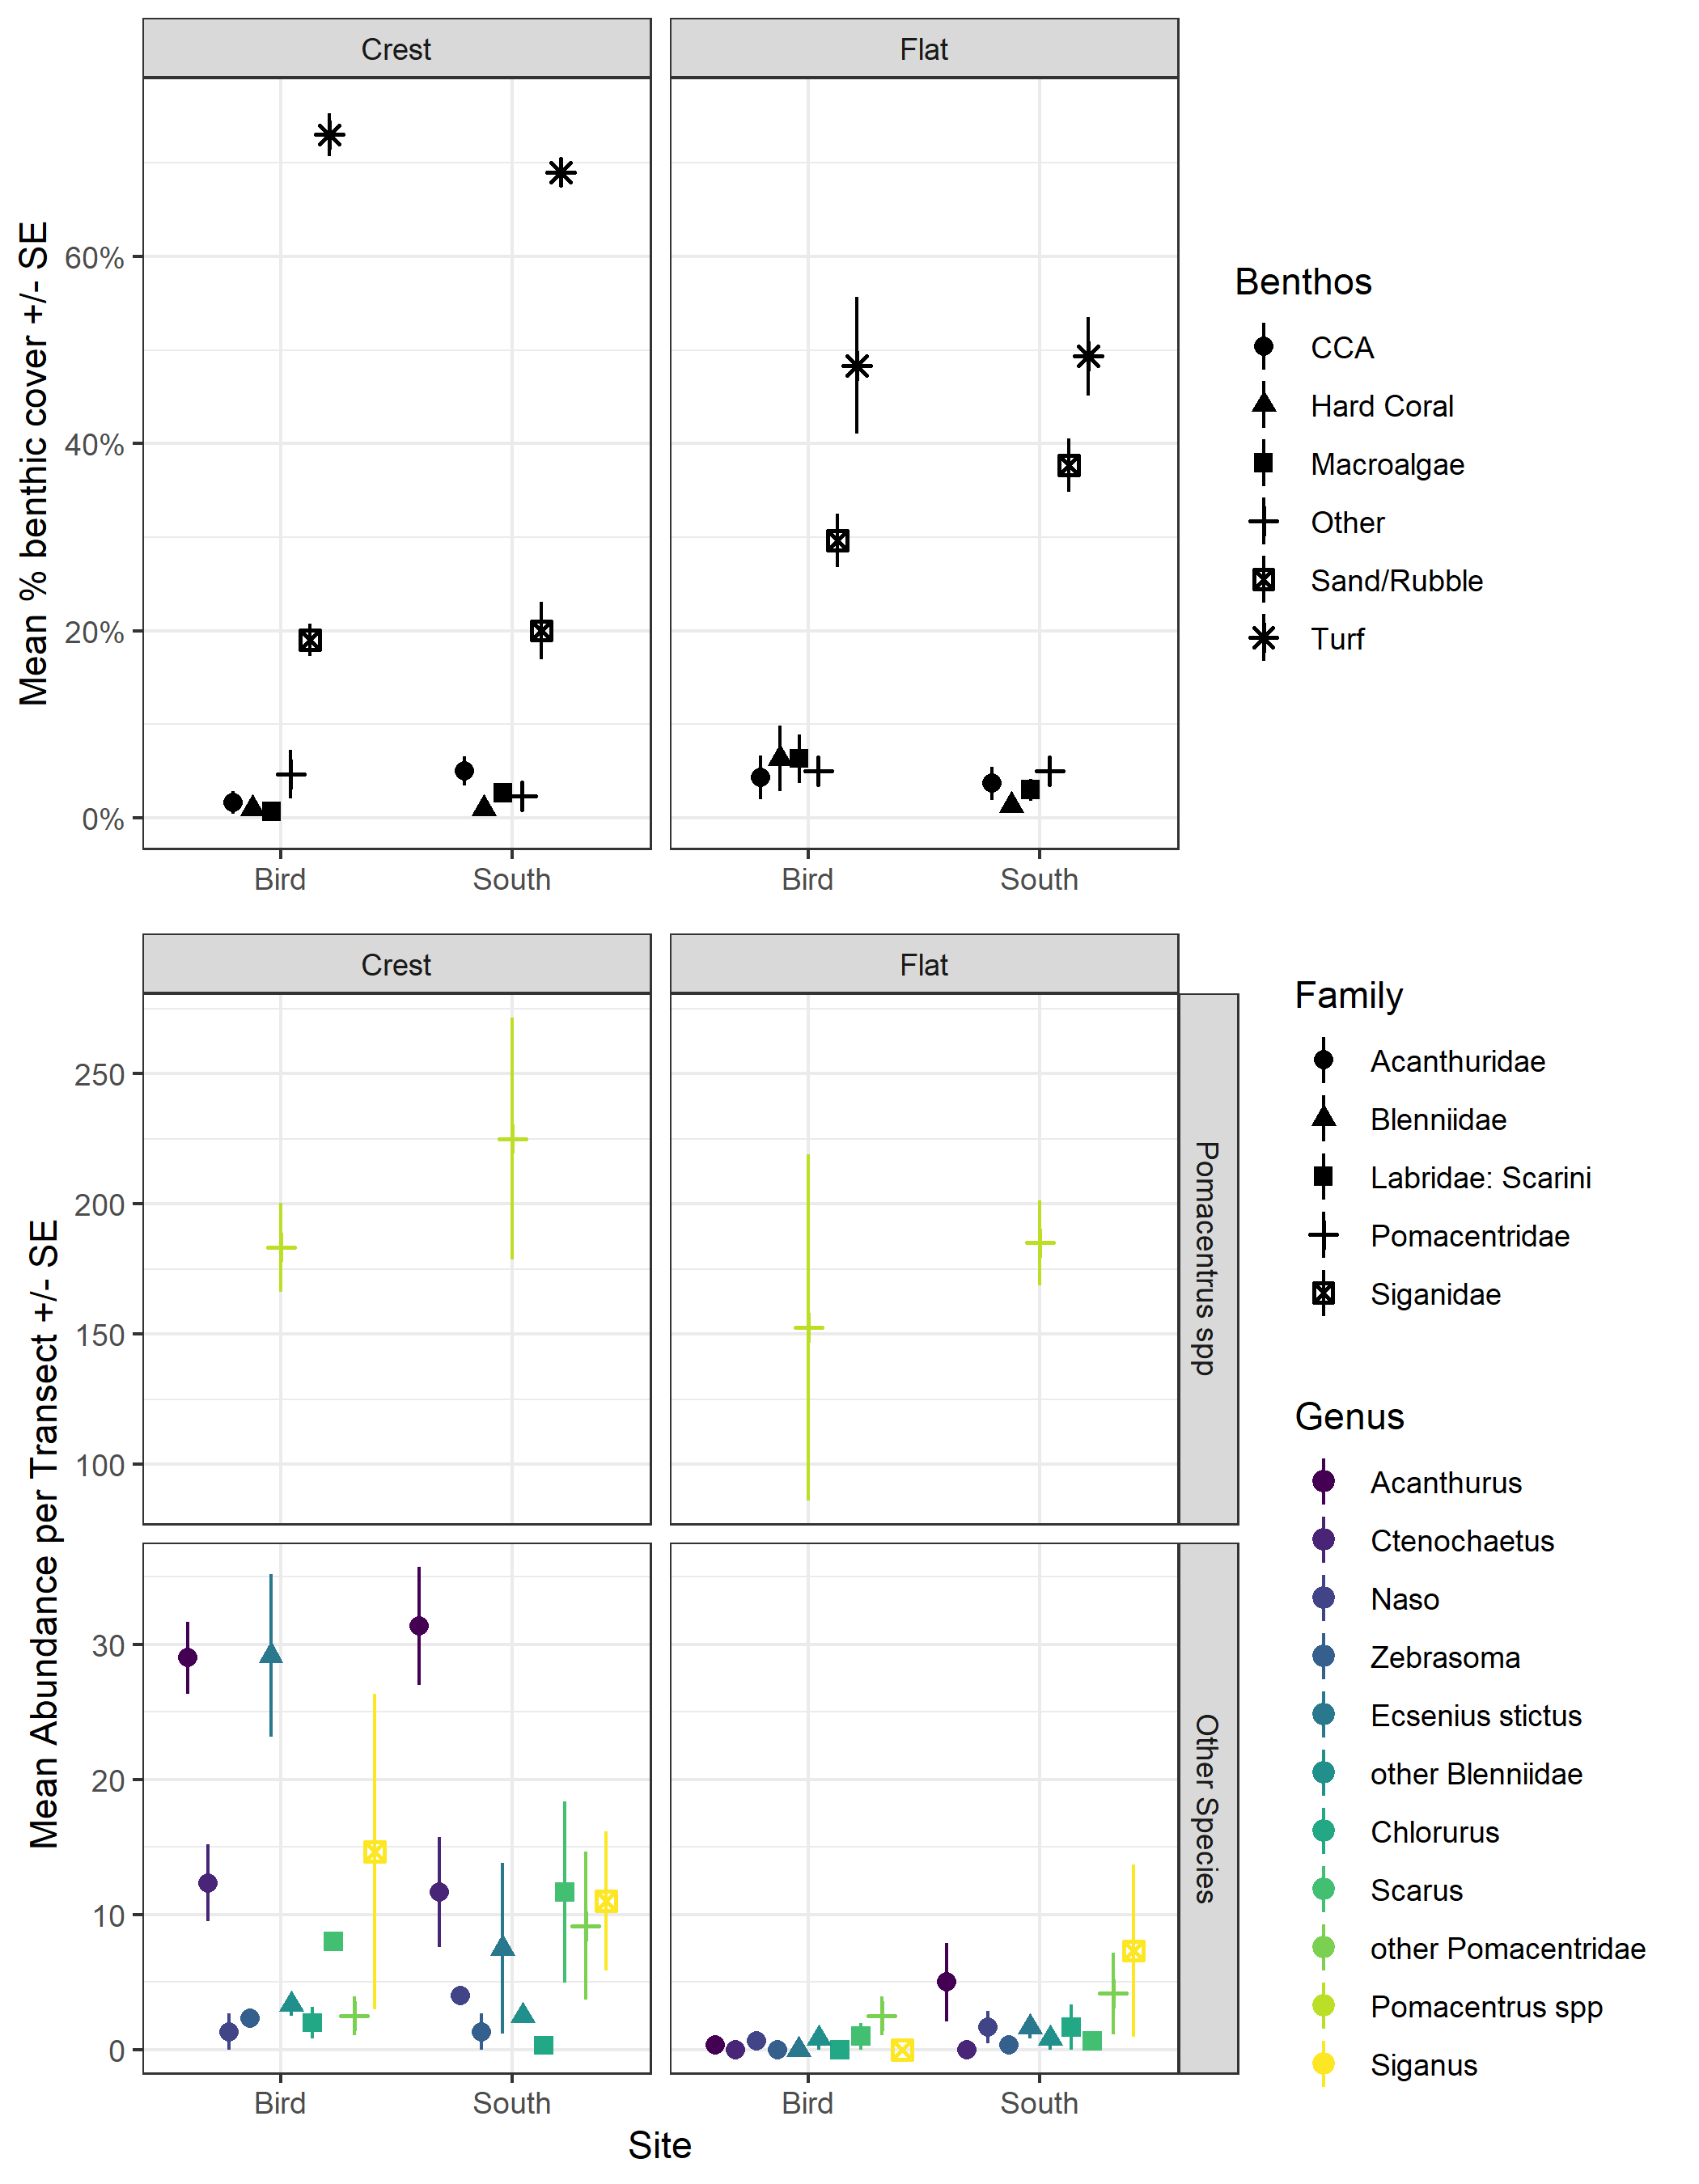 Crest
Flat
Mean % benthic cover +/- SE
60%
40%
20%
0%
Bird
South
Bird
South
Benthos
CCA
Hard Coral
Macroalgae
Other
Sand/Rubble
Turf
Crest
Flat
Mean Abundance per Transect +/- SE
250
200
150
100
Pomacentrus spp
30
20
10
0
Other Species
Bird
South
Bird
South
Site
Family
Acanthuridae
Blenniidae
Labridae: Scarini
Pomacentridae
Siganidae
Genus
Acanthurus
Ctenochaetus
Naso
Zebrasoma
Ecsenius stictus
other Blenniidae
Chlorurus
Scarus
other Pomacentridae
Pomacentrus spp
Siganus